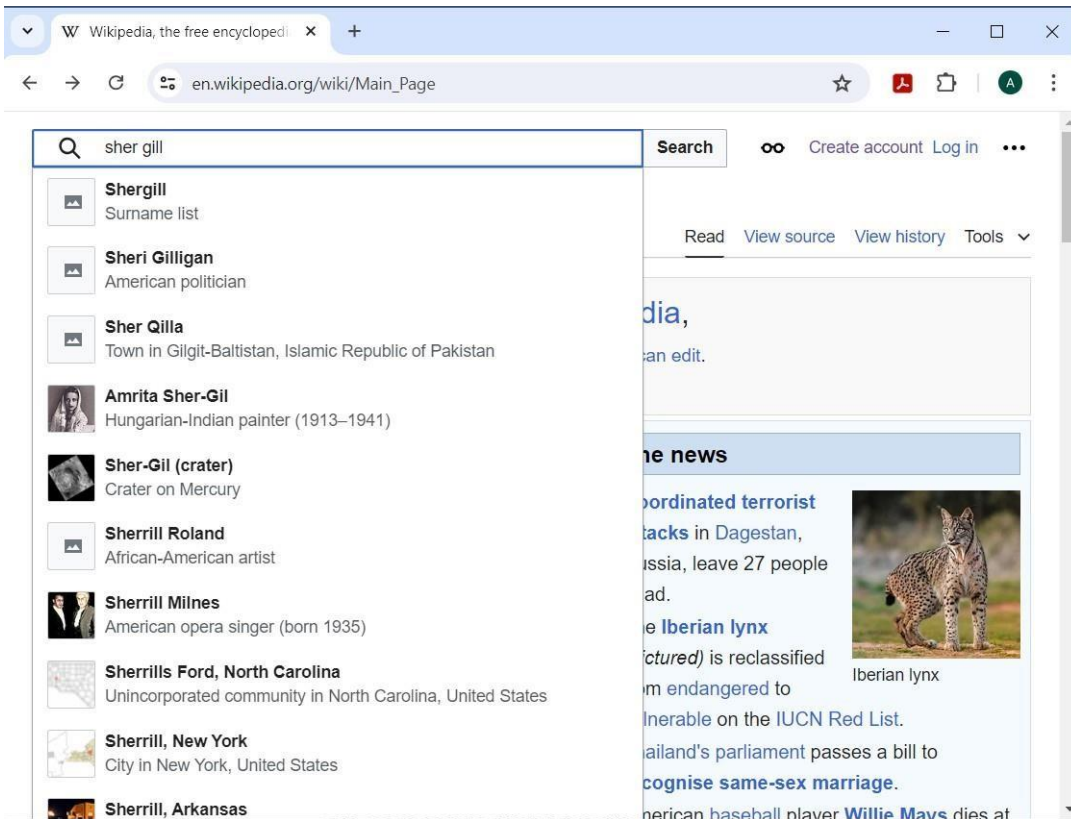 W Wikipedia, the free encyclopedi
en.wikipedia.org/wiki/Main_Page
A
sher gill
Search
Create account Log in
Shergill
Surname list
Read View source View history Tools
Sheri Gilligan
American politician
Sher Qilla
Town in Gilgit-Baltistan, Islamic Republic of Pakistan
Amrita Sher-Gil
Hungarian-Indian painter (1913–1941)
Sher-Gil (crater)
Crater on Mercury
Sherrill Roland
African-American artist
Sherrill Milnes
American opera singer (born 1935)
Sherrills Ford, North Carolina
Unincorporated community in North Carolina, United States
Sherrill, New York
City in New York, United States
Sherrill, Arkansas
dia,
can edit.
he news
oordinated terrorist
tacks in Dagestan,
ussia, leave 27 people
ad.
e Iberian lynx
ictured) is reclassified
m endangered to
lnerable on the IUCN Red List.
ailand's parliament passes a bill to
cognise same-sex marriage.
merican baseball player Willie Mays dies at
Iberian lynx